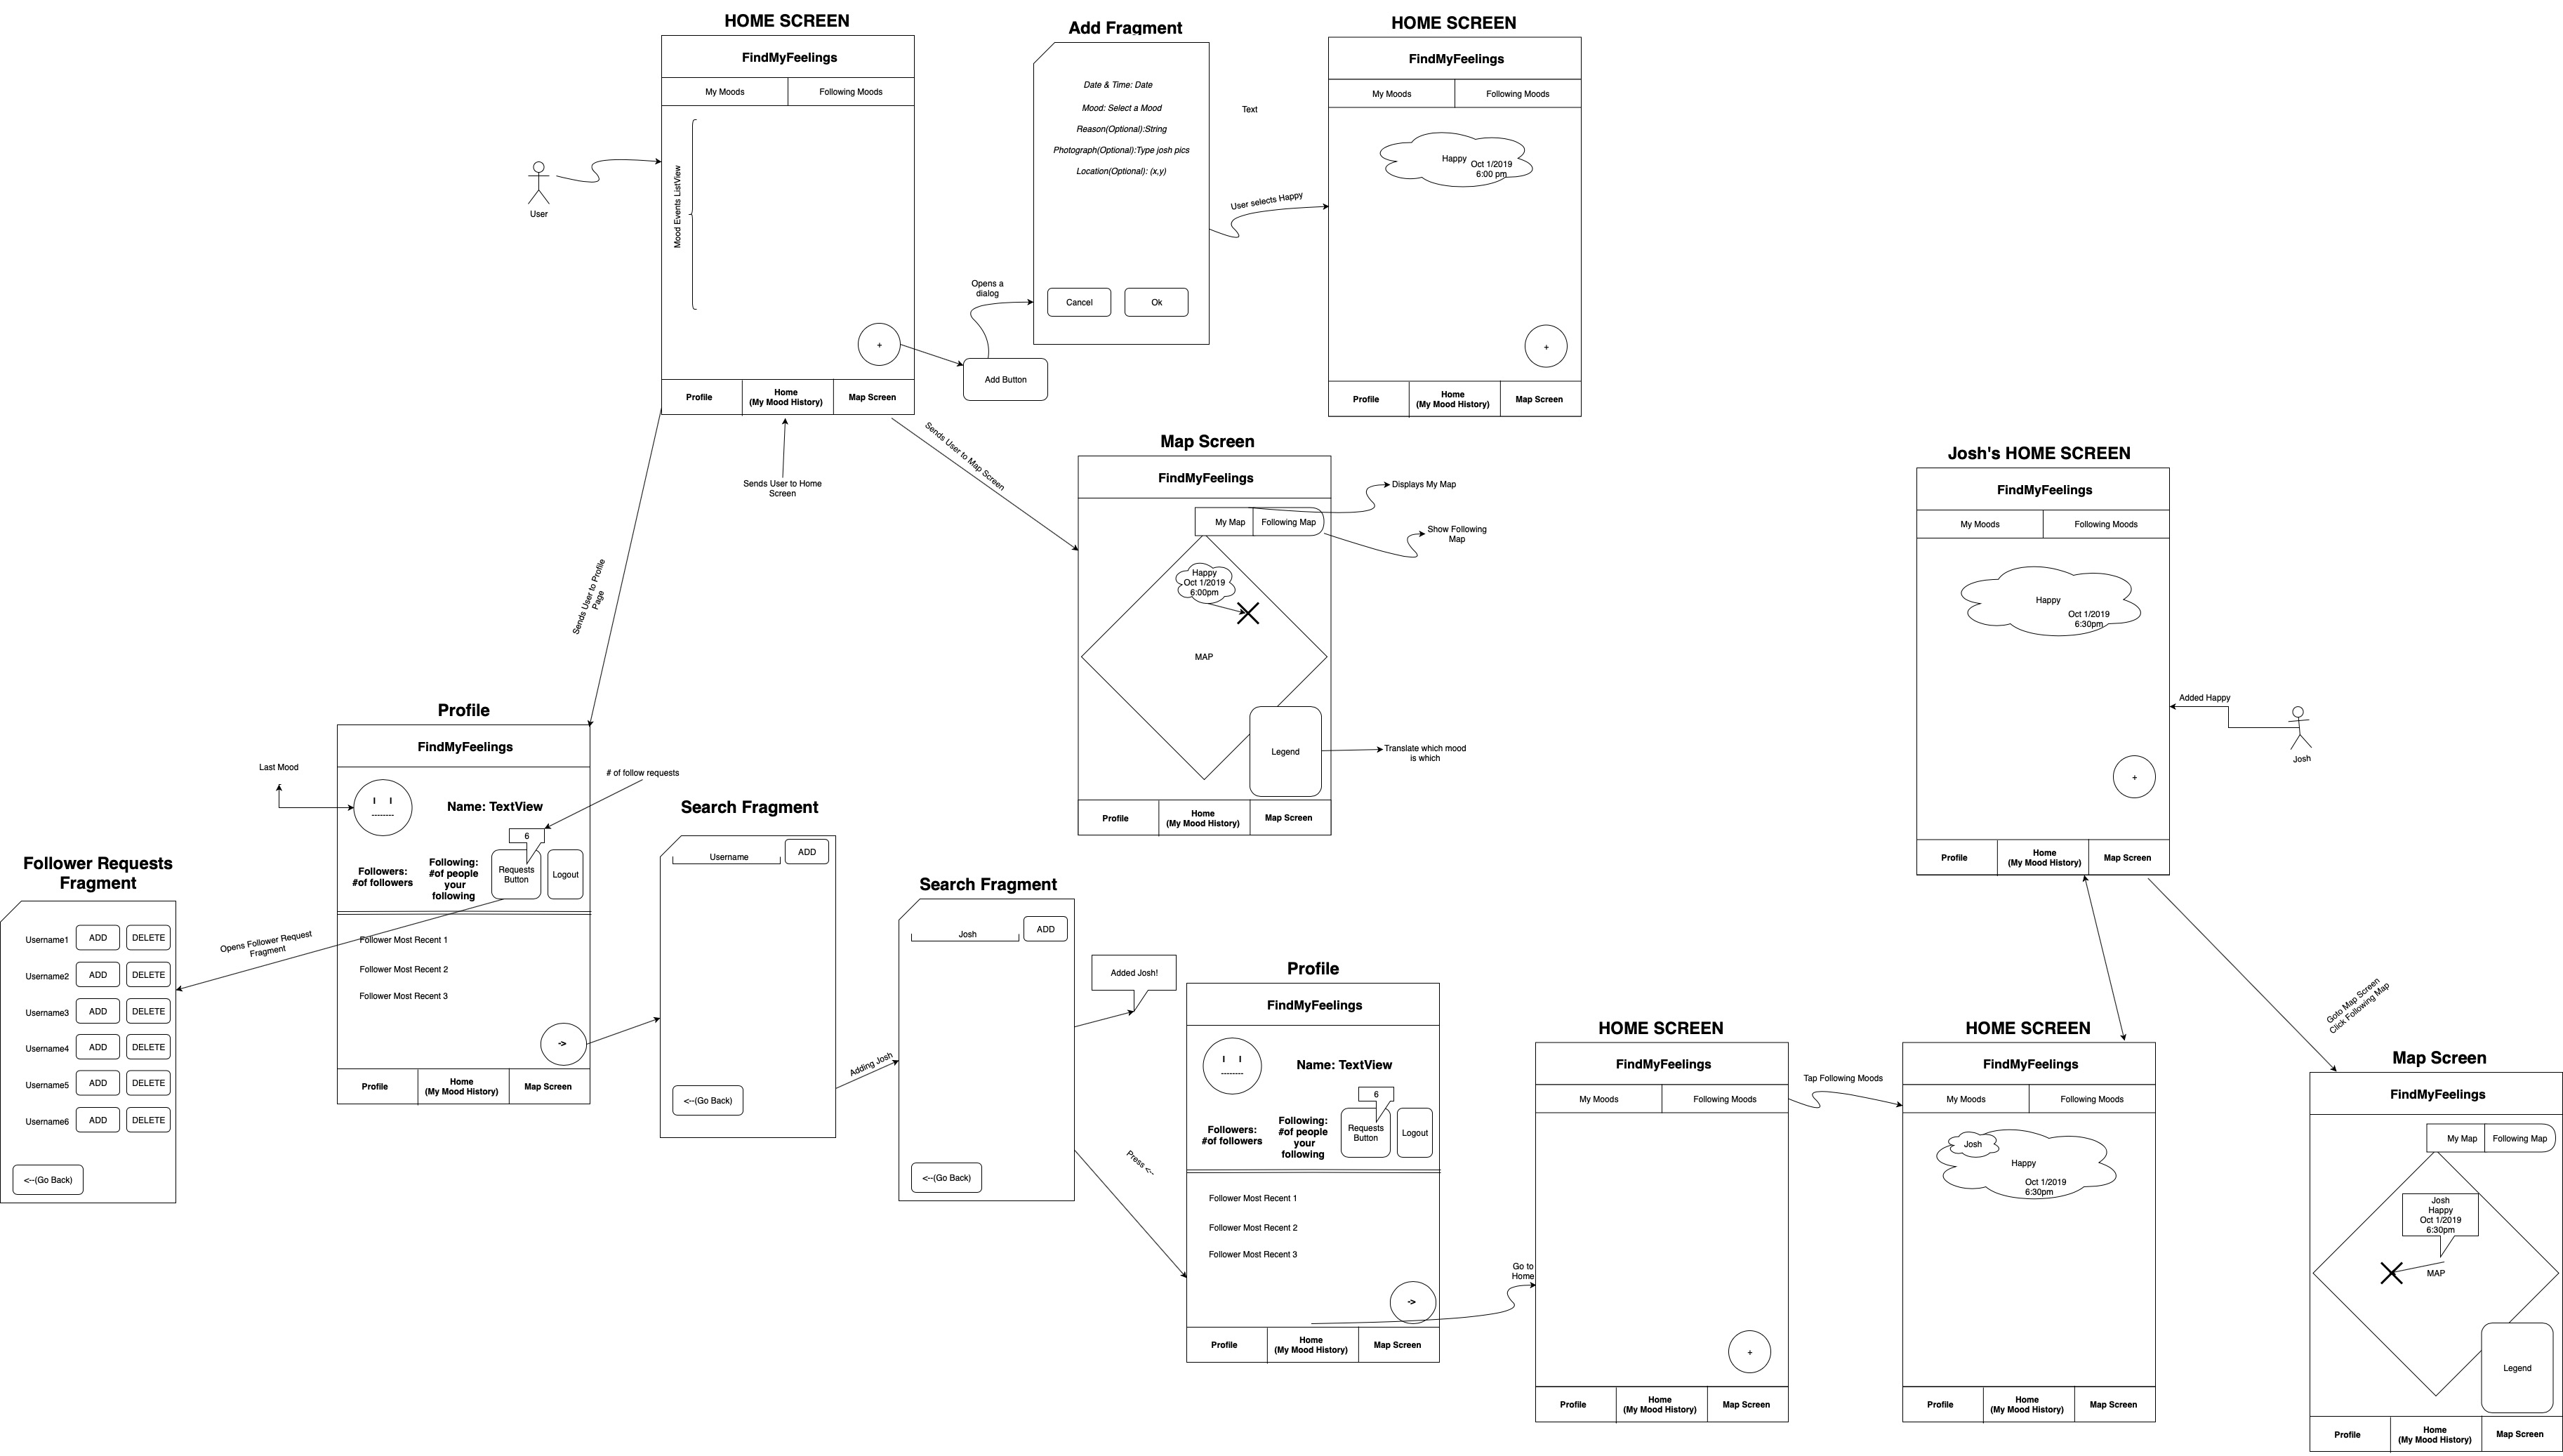 HOME SCREEN
FindMyFeelings
My Moods
Following Moods
Mood Events ListView
+
Profile
Home
(My Mood History)
Map Screen
User
Add Fragment
Date & Time: Date
Mood: Select a Mood
Reason(Optional):String
Photograph(Optional):Type josh pics
Location(Optional): (x,y)
Cancel
Ok
Opens a
dialog
Add Button
Text
User selects Happy
HOME SCREEN
FindMyFeelings
My Moods
Following Moods
Happy
Oct 1/2019
6:00 pm
+
Profile
Home
(My Mood History)
Map Screen
Sends User to Home
Screen
Sends User to Map Screen
Sends User to Profile
Page
Map Screen
FindMyFeelings
My Map
Following Map
Displays My Map
Show Following
Map
Happy
Oct 1/2019
6:00pm
MAP
Legend
Translate which mood
is which
Profile
Home
(My Mood History)
Map Screen
Josh's HOME SCREEN
FindMyFeelings
My Moods
Following Moods
Happy
Oct 1/2019
6:30pm
+
Profile
Home
(My Mood History)
Map Screen
Added Happy
Josh
Profile
FindMyFeelings
Last Mood
I I
--------
Name: TextView
# of follow requests
6
Followers:
#of followers
Following:
#of people
your
following
Requests
Button
Logout
Follower Most Recent 1
Follower Most Recent 2
Follower Most Recent 3
->
Profile
Home
(My Mood History)
Map Screen
Follower Requests
Fragment
Username1
ADD
DELETE
Username2
ADD
DELETE
Username3
ADD
DELETE
Username4
ADD
DELETE
Username5
ADD
DELETE
Username6
ADD
DELETE
<--(Go Back)
Opens Follower Request
Fragment
Search Fragment
Username
ADD
<--(Go Back)
Adding Josh
Search Fragment
Josh
ADD
<--(Go Back)
Added Josh!
Press <--
Profile
FindMyFeelings
I I
--------
Name: TextView
6
Followers:
#of followers
Following:
#of people
your
following
Requests
Button
Logout
Follower Most Recent 1
Follower Most Recent 2
Follower Most Recent 3
->
Profile
Home
(My Mood History)
Map Screen
Go to
Home
HOME SCREEN
FindMyFeelings
My Moods
Following Moods
+
Profile
Home
(My Mood History)
Map Screen
Tap Following Moods
HOME SCREEN
FindMyFeelings
My Moods
Following Moods
Josh
Happy
Oct 1/2019
6:30pm
Profile
Home
(My Mood History)
Map Screen
Goto Map Screen
Click Following Map
Map Screen
FindMyFeelings
My Map
Following Map
Josh
Happy
Oct 1/2019
6:30pm
MAP
Legend
Profile
Home
(My Mood History)
Map Screen